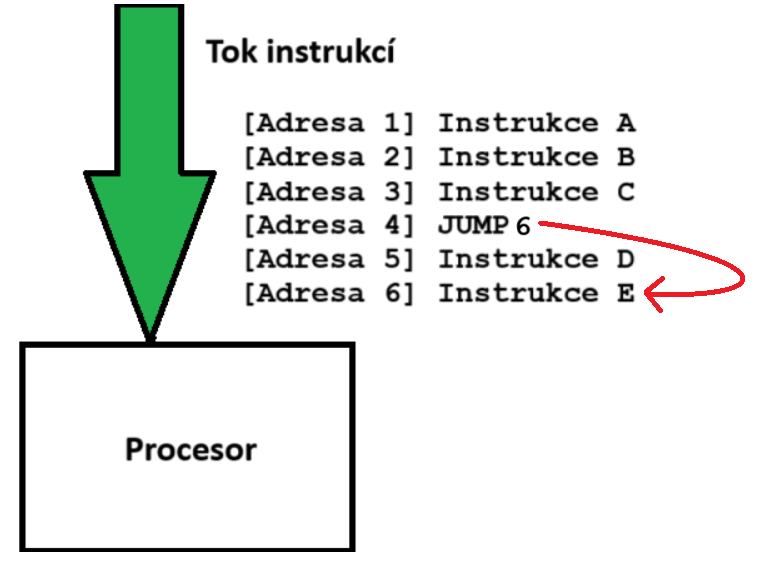 Tok instrukcí
[Adresa 1] Instrukce A
[Adresa 2] Instrukce B
[Adresa 3] Instrukce C
[Adresa 4] JUMP 6
[Adresa 5] Instrukce D
[Adresa 6] Instrukce E
Procesor